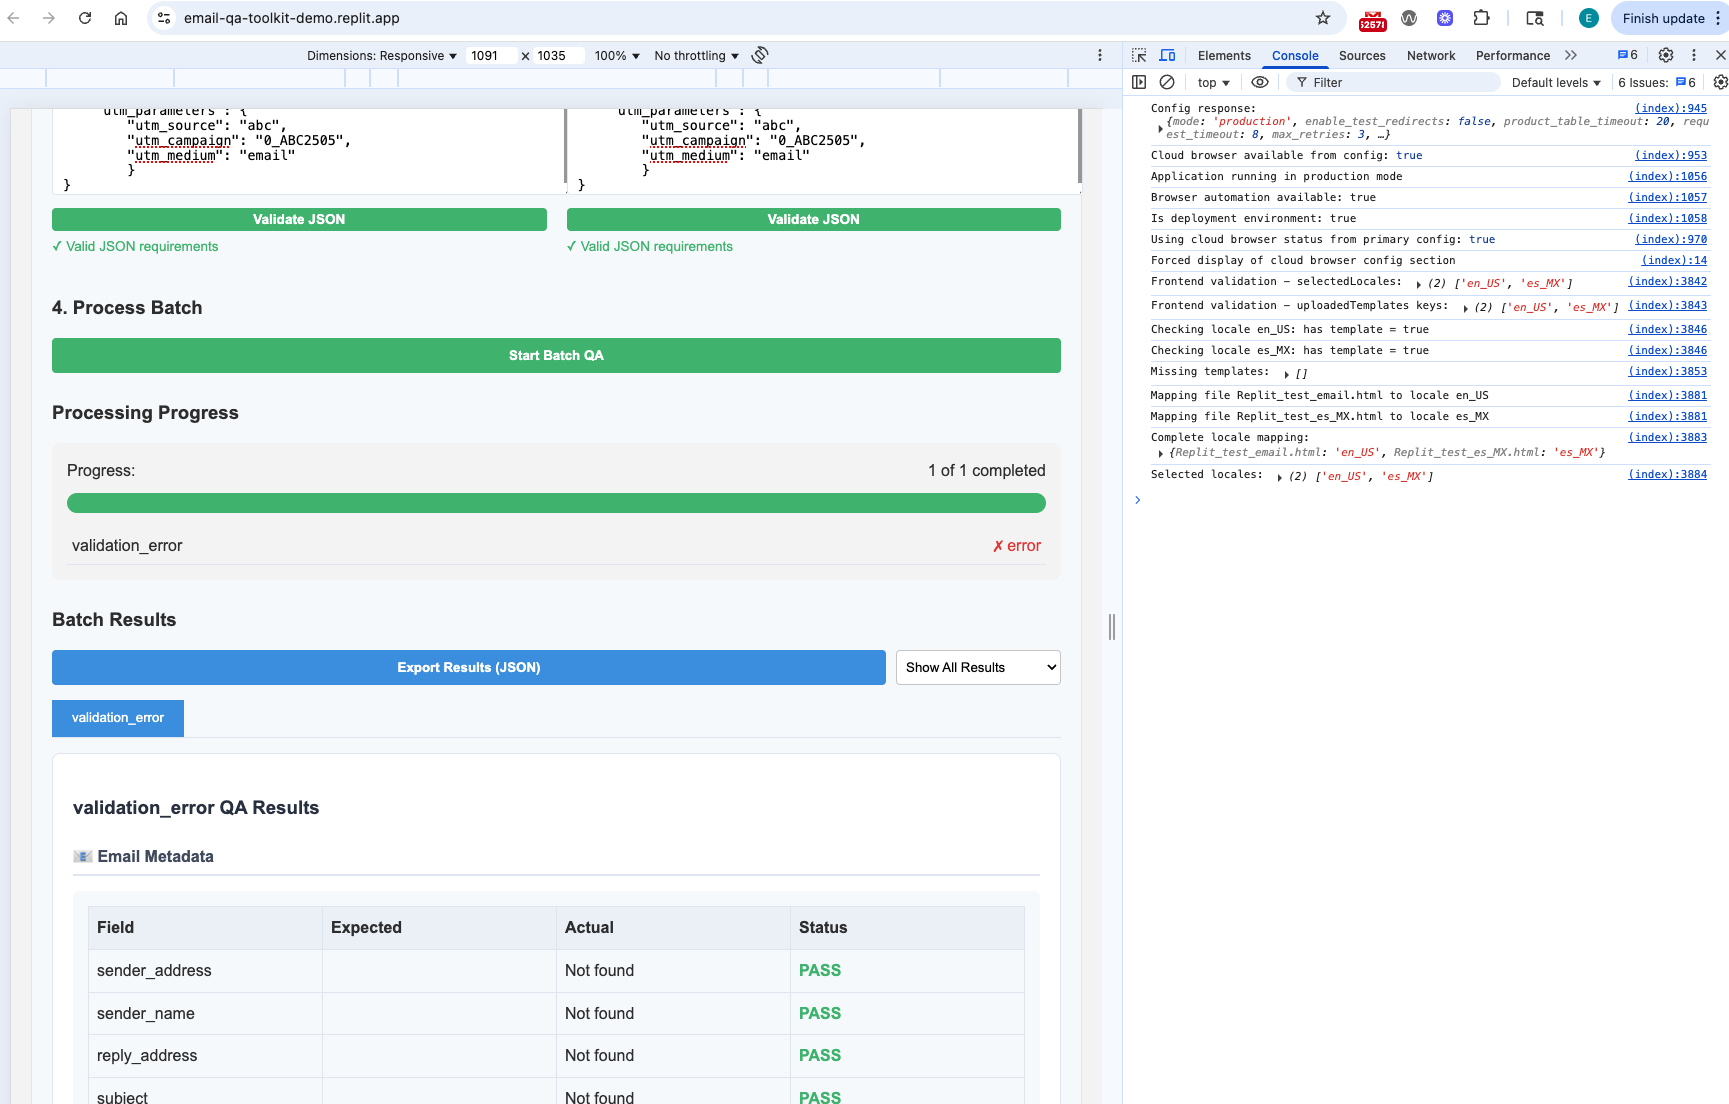 email-qa-toolkit-demo.replit.app
52571
E
Finish update
Dimensions: Responsive
1091 x 1035
100%
No throttling
Elements
Console
Sources
Network
Performance
6
top
Filter
Default levels
6 Issues: 6
utm_parameters": {
"utm_source": "abc",
"utm_campaign": "0_ABC2505",
"utm_medium": "email"
}
}
utm_parameters": {
"utm_source": "abc",
"utm_campaign": "0_ABC2505",
"utm_medium": "email"
}
}
Validate JSON
Validate JSON
✓ Valid JSON requirements
✓ Valid JSON requirements
4. Process Batch
Start Batch QA
Processing Progress
Progress:
1 of 1 completed
validation_error
✗ error
Batch Results
Export Results (JSON)
Show All Results
validation_error
validation_error QA Results
📧 Email Metadata
Field Expected Actual Status
sender_address Not found PASS
sender_name Not found PASS
reply_address Not found PASS
subject Not found PASS
Config response: (index):945
{mode: 'production', enable_test_redirects: false, product_table_timeout: 20, requ
est_timeout: 8, max_retries: 3, …}
Cloud browser available from config: true (index):953
Application running in production mode (index):1056
Browser automation available: true (index):1057
Is deployment environment: true (index):1058
Using cloud browser status from primary config: true (index):970
Forced display of cloud browser config section (index):14
Frontend validation – selectedLocales: (2) ['en_US', 'es_MX'] (index):3842
Frontend validation – uploadedTemplates keys: (2) ['en_US', 'es_MX'] (index):3843
Checking locale en_US: has template = true (index):3846
Checking locale es_MX: has template = true (index):3846
Missing templates: [] (index):3853
Mapping file Replit_test_email.html to locale en_US (index):3881
Mapping file Replit_test_es_MX.html to locale es_MX (index):3881
Complete locale mapping: (index):3883
{Replit_test_email.html: 'en_US', Replit_test_es_MX.html: 'es_MX'}
Selected locales: (2) ['en_US', 'es_MX'] (index):3884